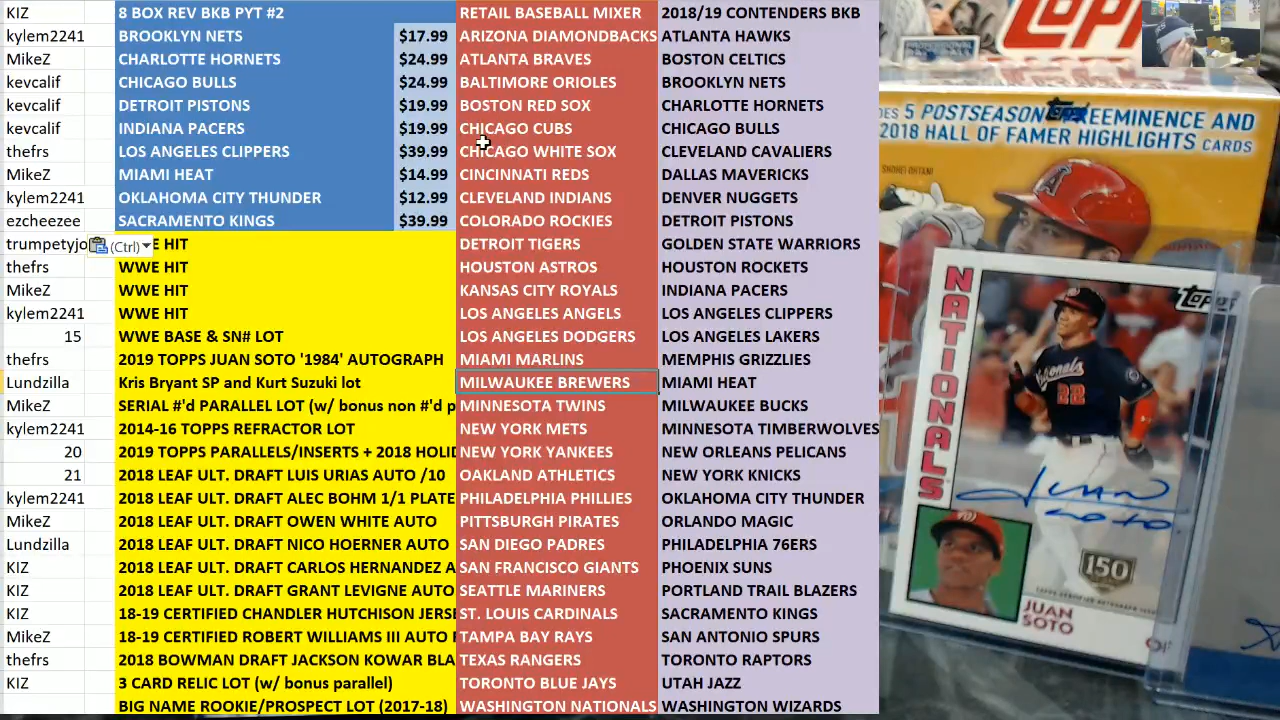 KIZ 8 BOX REV BKB PYT #2 RETAIL BASEBALL MIXER 2018/19 CONTENDERS BKB
kylem2241 BROOKLYN NETS $17.99 ARIZONA DIAMONDBACKS ATLANTA HAWKS
MikeZ CHARLOTTE HORNETS $24.99 ATLANTA BRAVES BOSTON CELTICS
kevcalif CHICAGO BULLS $24.99 BALTIMORE ORIOLES BROOKLYN NETS
kevcalif DETROIT PISTONS $19.99 BOSTON RED SOX CHARLOTTE HORNETS
kevcalif INDIANA PACERS $19.99 CHICAGO CUBS CHICAGO BULLS
thefrs LOS ANGELES CLIPPERS $39.99 CHICAGO WHITE SOX CLEVELAND CAVALIERS
MikeZ MIAMI HEAT $14.99 CINCINNATI REDS DALLAS MAVERICKS
kylem2241 OKLAHOMA CITY THUNDER $12.99 CLEVELAND INDIANS DENVER NUGGETS
ezcheezee SACRAMENTO KINGS $39.99 COLORADO ROCKIES DETROIT PISTONS
trumpetyjo (Ctrl) E HIT DETROIT TIGERS GOLDEN STATE WARRIORS
thefrs WWE HIT HOUSTON ASTROS HOUSTON ROCKETS
MikeZ WWE HIT KANSAS CITY ROYALS INDIANA PACERS
kylem2241 WWE HIT LOS ANGELES ANGELS LOS ANGELES CLIPPERS
15 WWE BASE & SN# LOT LOS ANGELES DODGERS LOS ANGELES LAKERS
thefrs 2019 TOPPS JUAN SOTO '1984' AUTOGRAPH MIAMI MARLINS MEMPHIS GRIZZLIES
Lundzilla Kris Bryant SP and Kurt Suzuki lot MILWAUKEE BREWERS MIAMI HEAT
MikeZ SERIAL #'d PARALLEL LOT (w/ bonus non #'d p MINNESOTA TWINS MILWAUKEE BUCKS
kylem2241 2014-16 TOPPS REFRACTOR LOT NEW YORK METS MINNESOTA TIMBERWOLVES
20 2019 TOPPS PARALLELS/INSERTS + 2018 HOLID NEW YORK YANKEES NEW ORLEANS PELICANS
21 2018 LEAF ULT. DRAFT LUIS URIAS AUTO /10 OAKLAND ATHLETICS NEW YORK KNICKS
kylem2241 2018 LEAF ULT. DRAFT ALEC BOHM 1/1 PLATE PHILADELPHIA PHILLIES OKLAHOMA CITY THUNDER
MikeZ 2018 LEAF ULT. DRAFT OWEN WHITE AUTO PITTSBURGH PIRATES ORLANDO MAGIC
Lundzilla 2018 LEAF ULT. DRAFT NICO HOERNER AUTO SAN DIEGO PADRES PHILADELPHIA 76ERS
KIZ 2018 LEAF ULT. DRAFT CARLOS HERNANDEZ A SAN FRANCISCO GIANTS PHOENIX SUNS
KIZ 2018 LEAF ULT. DRAFT GRANT LEVIGNE AUTO SEATTLE MARINERS PORTLAND TRAIL BLAZERS
KIZ 18-19 CERTIFIED CHANDLER HUTCHISON JERSE ST. LOUIS CARDINALS SACRAMENTO KINGS
MikeZ 18-19 CERTIFIED ROBERT WILLIAMS III AUTO TAMPA BAY RAYS SAN ANTONIO SPURS
thefrs 2018 BOWMAN DRAFT JACKSON KOWAR BLA TEXAS RANGERS TORONTO RAPTORS
KIZ 3 CARD RELIC LOT (w/ bonus parallel) TORONTO BLUE JAYS UTAH JAZZ
BIG NAME ROOKIE/PROSPECT LOT (2017-18) WASHINGTON NATIONALS WASHINGTON WIZARDS
5 POSTSEASON PREEMINENCE AND
2018 HALL OF FAMER HIGHLIGHTS CARDS
SHOHEI OHTANI
Topps
NATIONALS
Topps
22
150
JUAN
SOTO